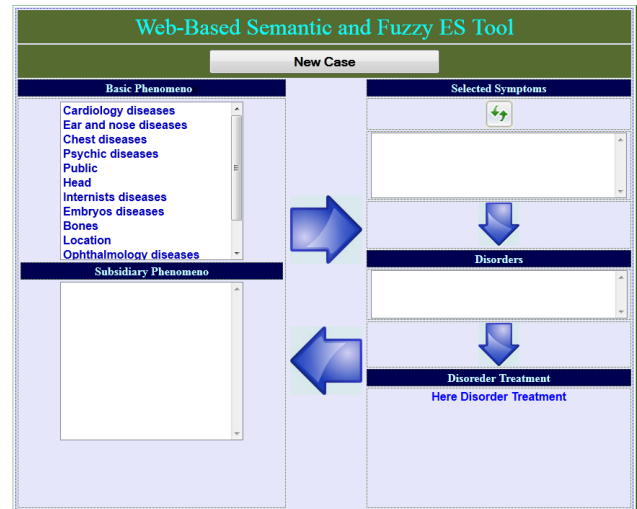 Web-Based Semantic and Fuzzy ES Tool
New Case
Basic Phenomeno
Cardiology diseases
Ear and nose diseases
Chest diseases
Psychic diseases
Public
Head
Internists diseases
Embryos diseases
Bones
Location
Ophthalmology diseases
Subsidiary Phenomeno
Selected Symptoms
Disorders
Disoreder Treatment
Here Disorder Treatment